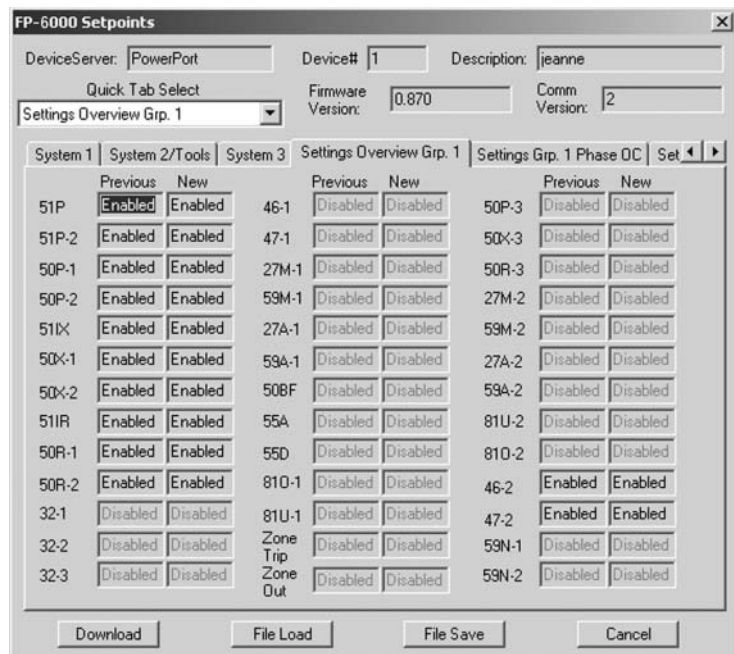 FP-6000 Setpoints
DeviceServer: PowerPort Device# 1 Description: jeanne
Quick Tab Select
Settings Overview Grp. 1
Firmware Version: 0.870
Comm Version: 2
System 1 System 2/Tools System 3 Settings Overview Grp. 1 Settings Grp. 1 Phase OC Set
Previous New Previous New Previous New
51P Enabled Enabled 46-1 Disabled Disabled 50P-3 Disabled Disabled
51P-2 Enabled Enabled 47-1 Disabled Disabled 50X-3 Disabled Disabled
50P-1 Enabled Enabled 27M-1 Disabled Disabled 50R-3 Disabled Disabled
50P-2 Enabled Enabled 59M-1 Disabled Disabled 27M-2 Disabled Disabled
51IX Enabled Enabled 27A-1 Disabled Disabled 59M-2 Disabled Disabled
50X-1 Enabled Enabled 59A-1 Disabled Disabled 27A-2 Disabled Disabled
50X-2 Enabled Enabled 50BF Disabled Disabled 59A-2 Disabled Disabled
51IR Enabled Enabled 55A Disabled Disabled 81U-2 Disabled Disabled
50R-1 Enabled Enabled 55D Disabled Disabled 81O-2 Disabled Disabled
50R-2 Enabled Enabled 81O-1 Disabled Disabled 46-2 Enabled Enabled
32-1 Disabled Disabled 81U-1 Disabled Disabled 47-2 Enabled Enabled
32-2 Disabled Disabled Zone Trip Disabled Disabled 59N-1 Disabled Disabled
32-3 Disabled Disabled Zone Out Disabled Disabled 59N-2 Disabled Disabled
Download File Load File Save Cancel